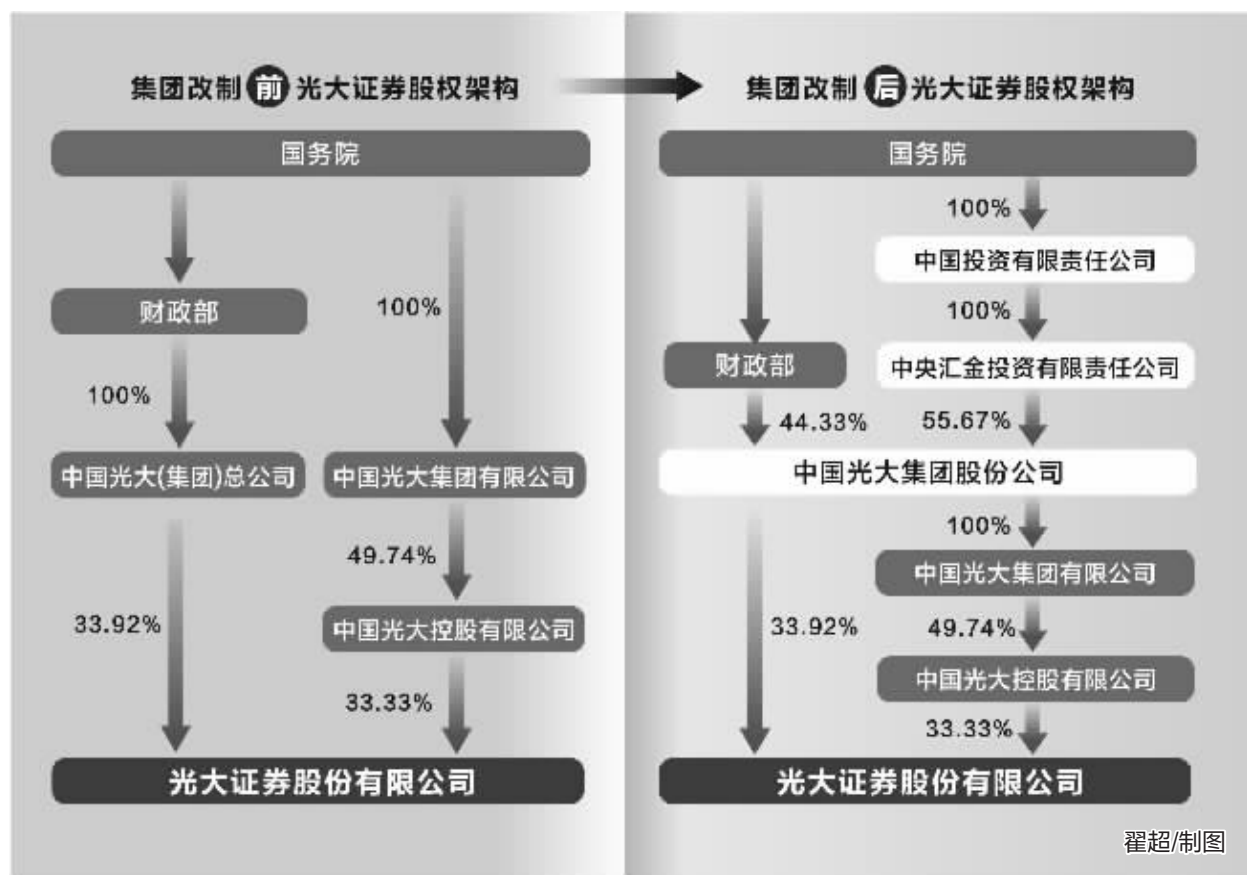 集团改制前光大证券股权架构
国务院
财政部
100%
100%
中国光大(集团)总公司
中国光大集团有限公司
49.74%
33.92%
中国光大控股有限公司
33.33%
光大证券股份有限公司
集团改制后光大证券股权架构
国务院
100%
中国投资有限责任公司
100%
财政部
中央汇金投资有限责任公司
44.33%
55.67%
中国光大集团股份公司
100%
中国光大集团有限公司
33.92%
49.74%
中国光大控股有限公司
33.33%
光大证券股份有限公司
翟超/制图